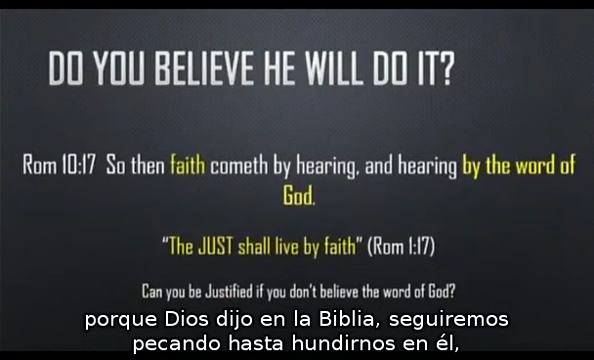 DO YOU BELIEVE HE WILL DO IT?
Rom 10:17 So then faith cometh by hearing, and hearing by the word of
God.
“The JUST shall live by faith” (Rom 1:17)
Can you be Justified if you don't believe the word of God?
porque Dios dijo en la Biblia, seguiremos
pecando hasta hundirnos en él,